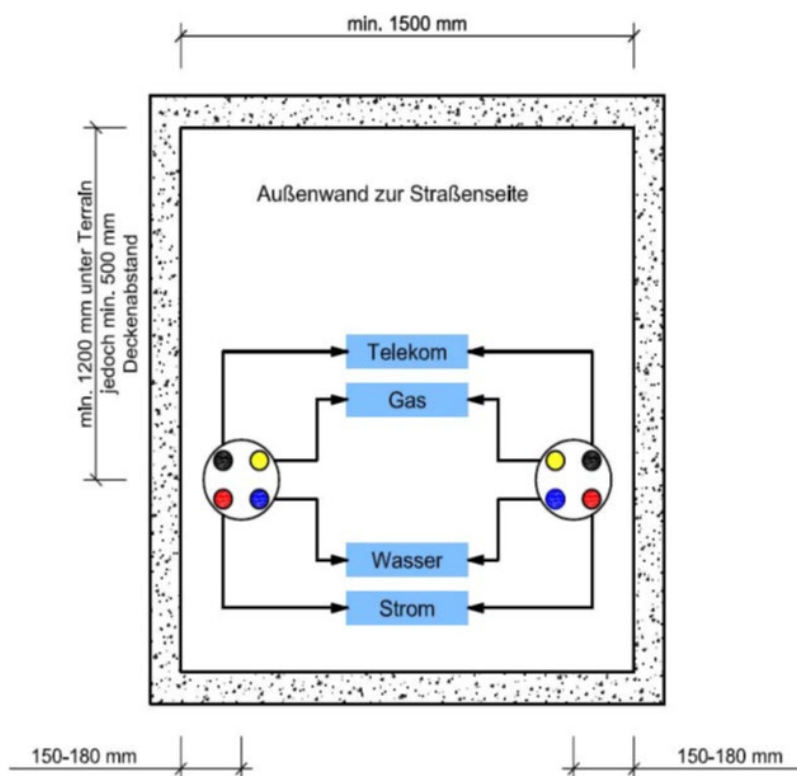 min. 1500 mm
min. 1200 mm unter Terrain
jedoch min. 500 mm
Deckenabstand
Außenwand zur Straßenseite
Telekom
Gas
Wasser
Strom
150-180 mm
150-180 mm